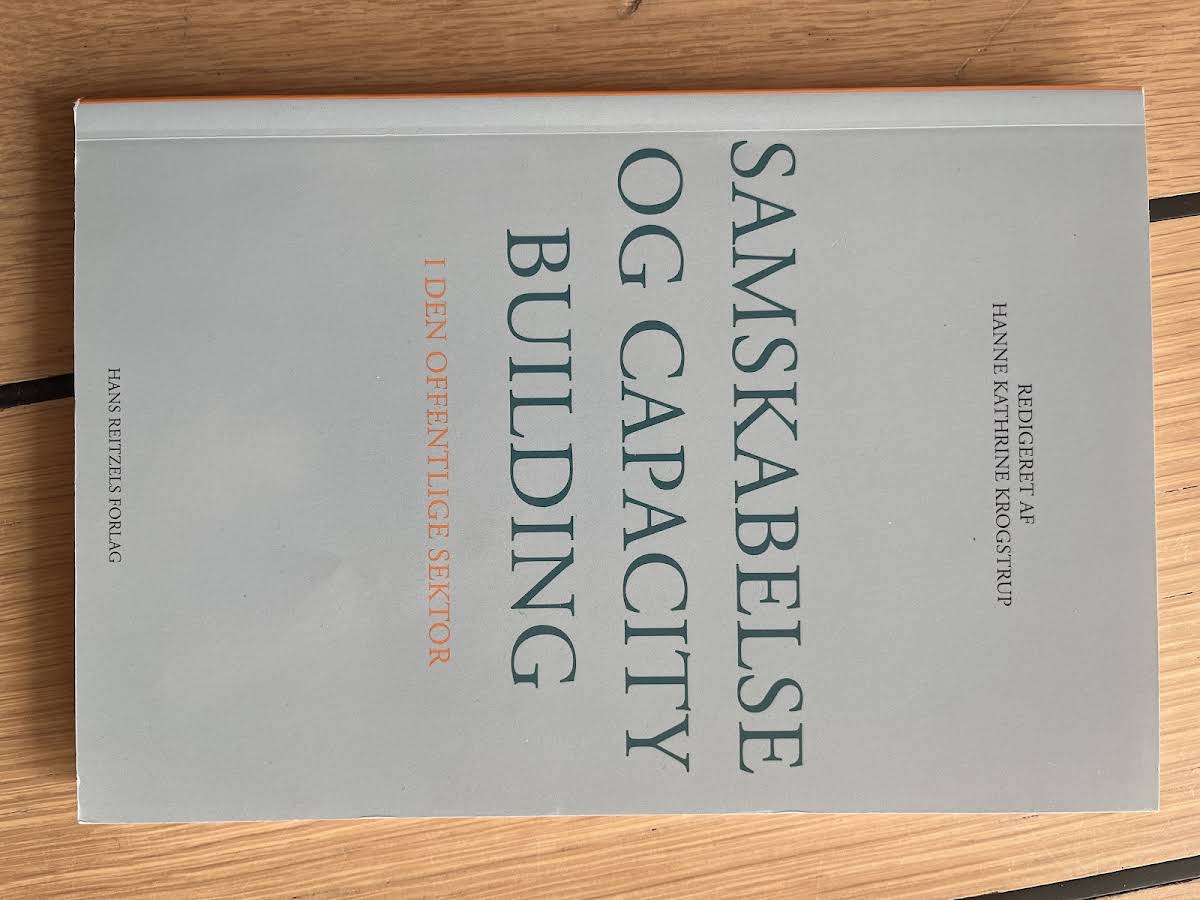 REDIGERET AF
HANNE KATHRINE KROGSTRUP
SAMSKABELSE
OG CAPACITY
BUILDING
I DEN OFFENTLIGE SEKTOR
HANS REITZELS FORLAG